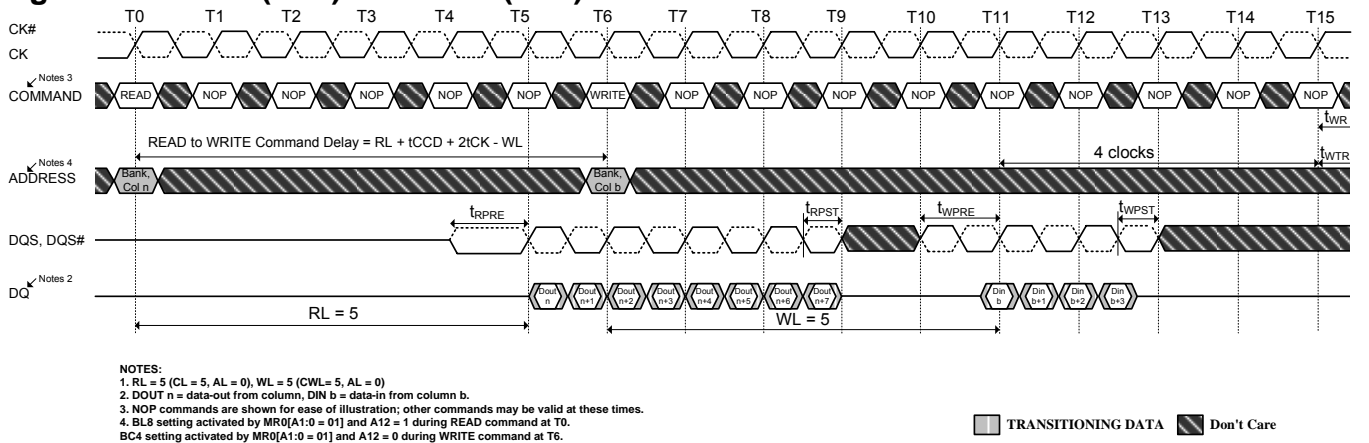 T0 T1 T2 T3 T4 T5 T6 T7 T8 T9 T10 T11 T12 T13 T14 T15
CK#
CK
Notes 3
COMMAND
READ NOP NOP NOP NOP NOP WRITE NOP NOP NOP NOP NOP NOP NOP NOP NOP
tWR
READ to WRITE Command Delay = RL + tCCD + 2tCK - WL
4 clocks
tWTR
Notes 4
ADDRESS
Bank, Bank,
Col n Col b
tRPRE tRPST tWPRE tWPST
DQS, DQS#
Notes 2
DQ
Dout Dout Dout Dout Dout Dout Dout Dout Din Din Din Din
n n+1 n+2 n+3 n+4 n+5 n+6 n+7 b b+1 b+2 b+3
RL = 5 WL = 5
NOTES:
1. RL = 5 (CL = 5, AL = 0), WL = 5 (CWL= 5, AL = 0)
2. DOUT n = data-out from column, DIN b = data-in from column b.
3. NOP commands are shown for ease of illustration; other commands may be valid at these times.
4. BL8 setting activated by MR0[A1:0 = 01] and A12 = 1 during READ command at T0.
BC4 setting activated by MR0[A1:0 = 01] and A12 = 0 during WRITE command at T6.
TRANSITIONING DATA Don't Care